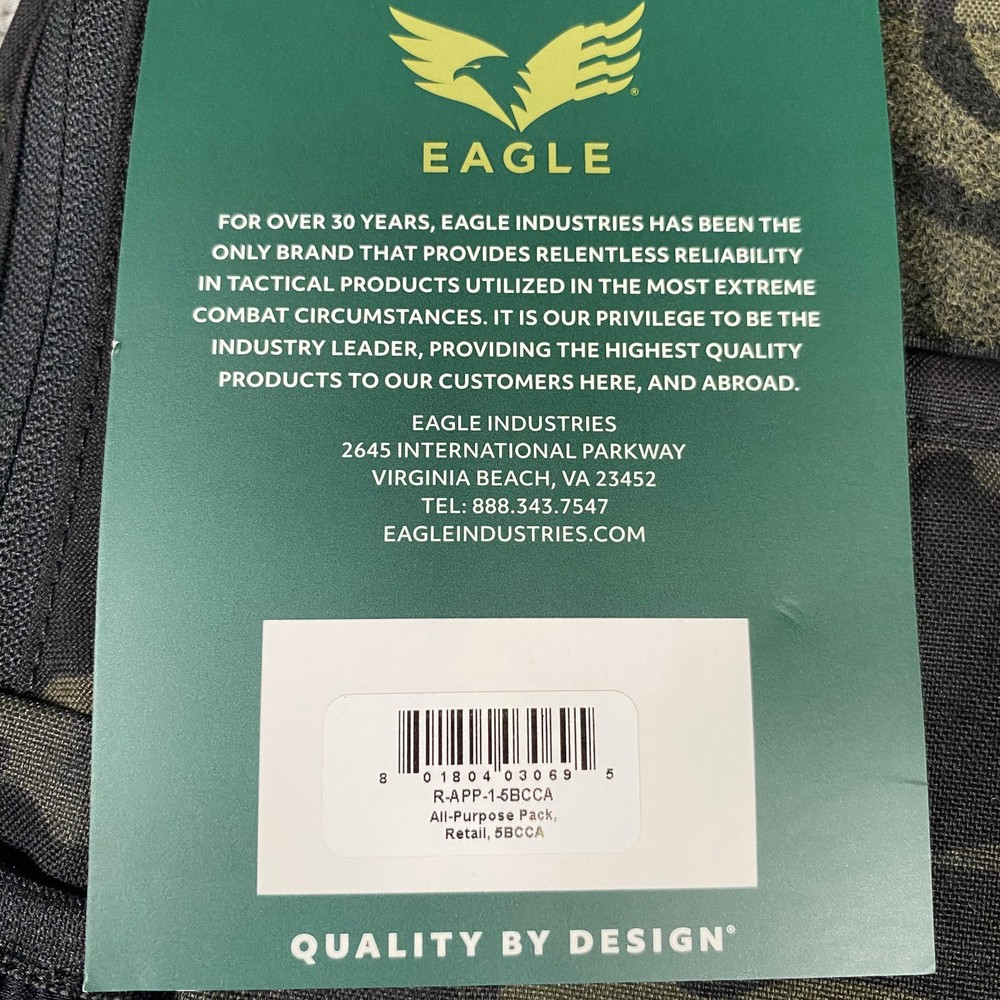 EAGLE
FOR OVER 30 YEARS, EAGLE INDUSTRIES HAS BEEN THE
ONLY BRAND THAT PROVIDES RELENTLESS RELIABILITY
IN TACTICAL PRODUCTS UTILIZED IN THE MOST EXTREME
COMBAT CIRCUMSTANCES. IT IS OUR PRIVILEGE TO BE THE
INDUSTRY LEADER, PROVIDING THE HIGHEST QUALITY
PRODUCTS TO OUR CUSTOMERS HERE, AND ABROAD.
EAGLE INDUSTRIES
2645 INTERNATIONAL PARKWAY
VIRGINIA BEACH, VA 23452
TEL: 888.343.7547
EAGLEINDUSTRIES.COM
8 01804 03069 5
R-APP-1-5BCCA
All-Purpose Pack,
Retail, 5BCCA
QUALITY BY DESIGN®